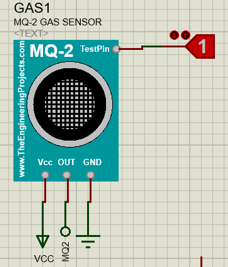 GAS1
MQ-2 GAS SENSOR
<TEXT>
MQ-2 TestPin
1
www.TheEngineeringProjects.com
Vcc OUT GND
VCC
MQ2